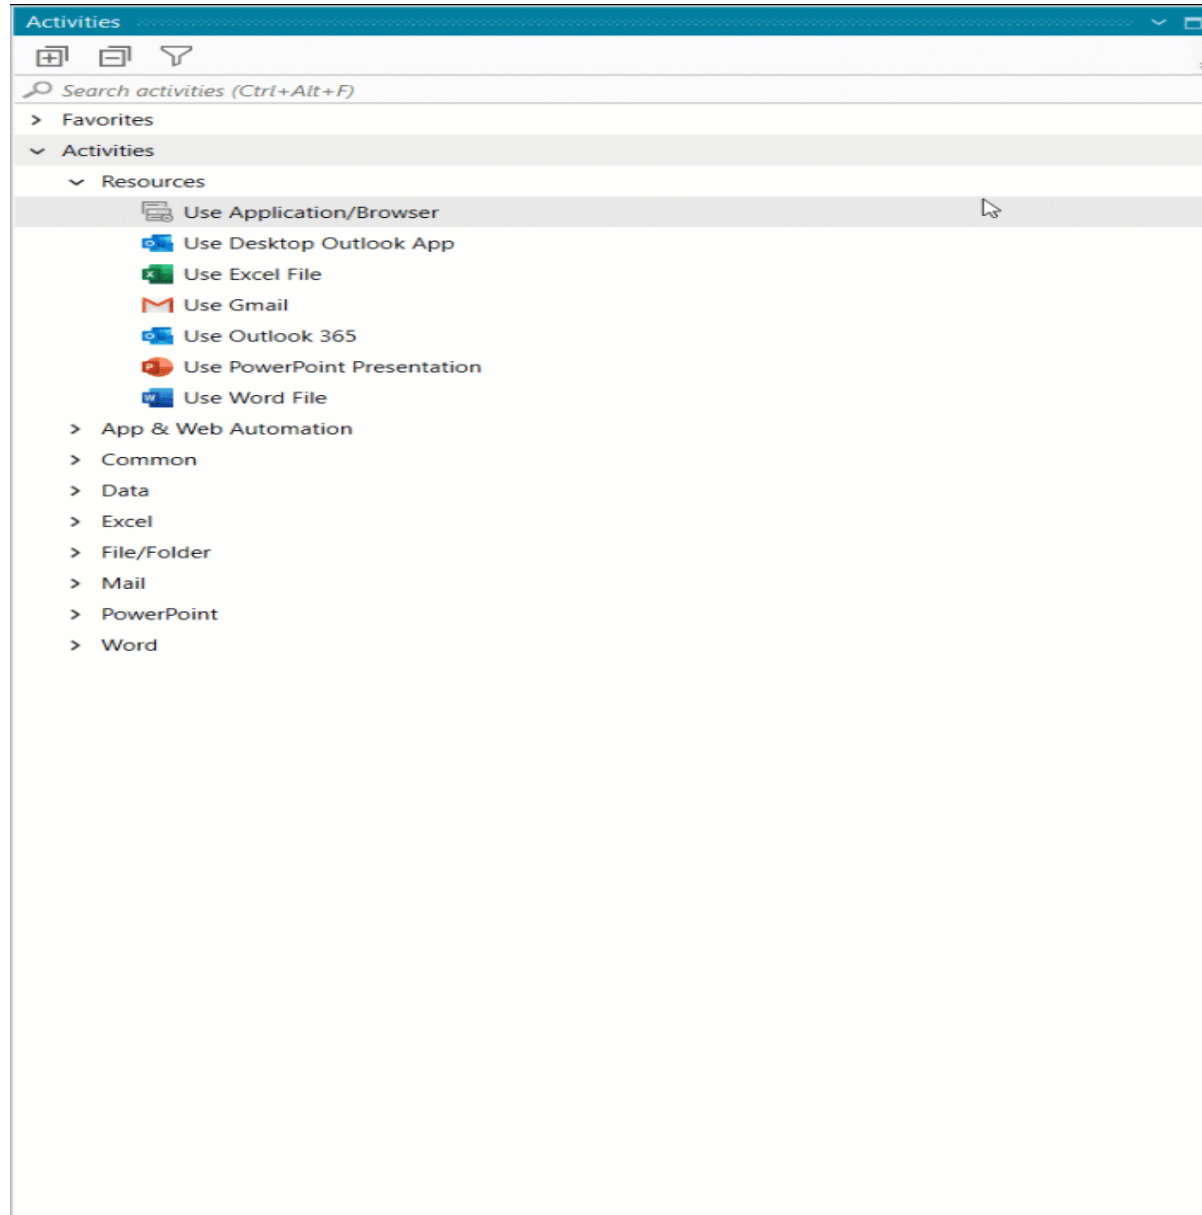 Activities
Search activities (Ctrl+Alt+F)
Favorites
Activities
Resources
Use Application/Browser
Use Desktop Outlook App
Use Excel File
Use Gmail
Use Outlook 365
Use PowerPoint Presentation
Use Word File
App & Web Automation
Common
Data
Excel
File/Folder
Mail
PowerPoint
Word